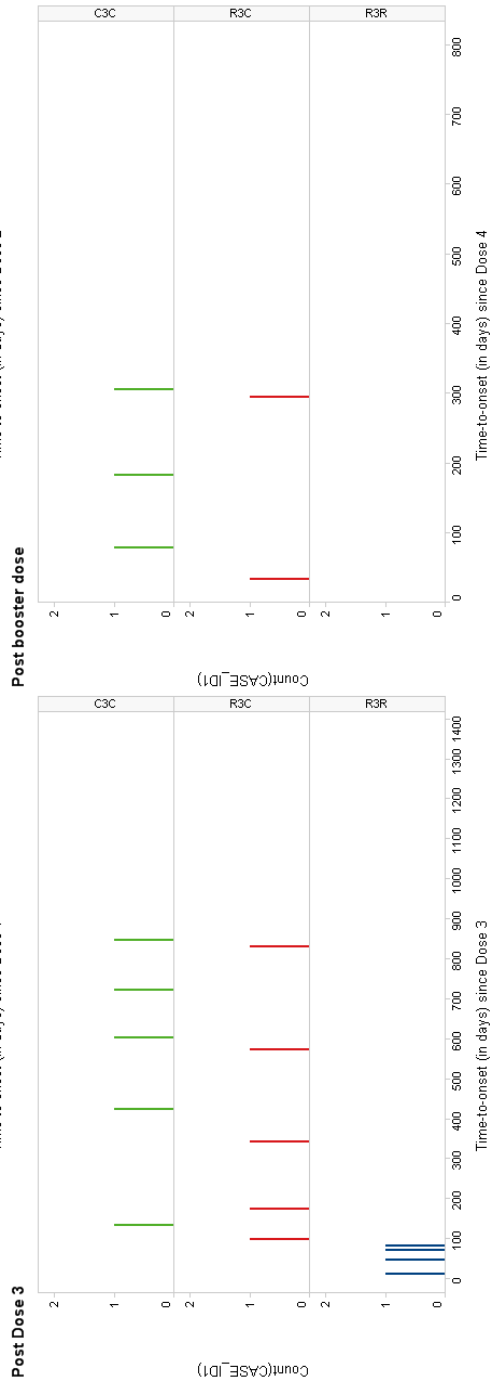 Post Dose 3
Count(CASE_ID1)
2
1
0
C3C
2
1
0
R3C
2
1
0
R3R
0 100 200 300 400 500 600 700 800 900 1000 1100 1200 1300 1400
Time-to-onset (in days) since Dose 3
Post booster dose
Count(CASE_ID1)
2
1
0
C3C
2
1
0
R3C
2
1
0
R3R
0 100 200 300 400 500 600 700 800
Time-to-onset (in days) since Dose 4